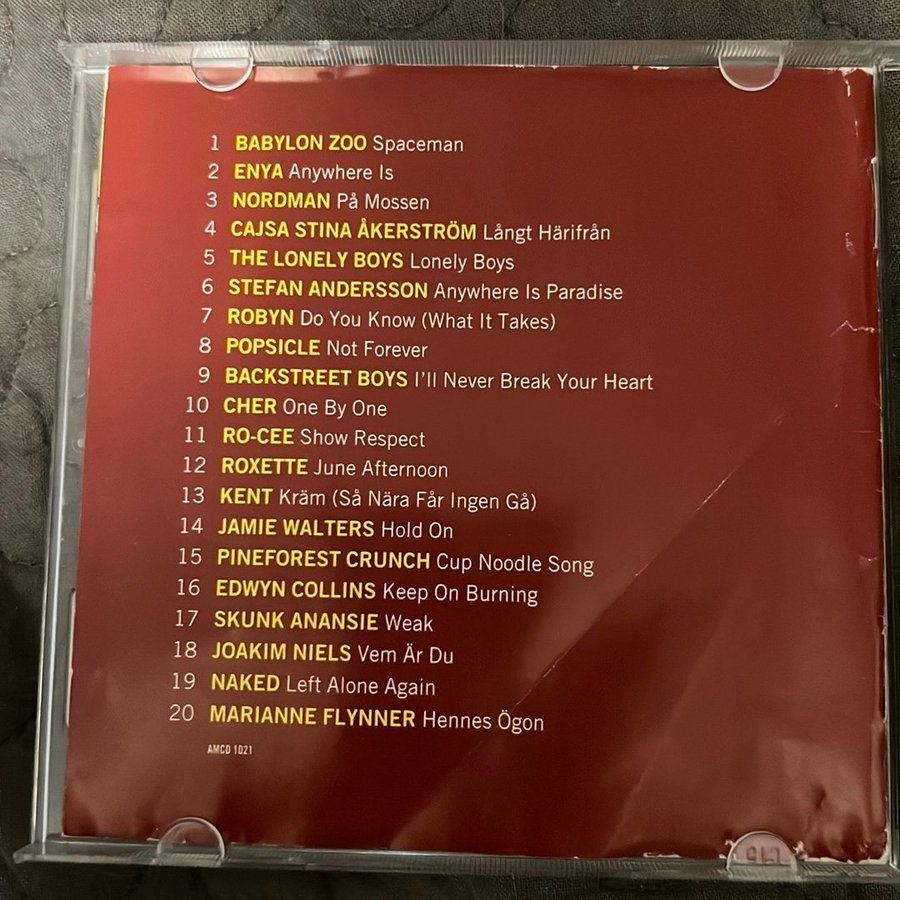 1 BABYLON ZOO Spaceman
2 ENYA Anywhere Is
3 NORDMAN På Mossen
4 CAJSA STINA ÅKERSTRÖM Långt Härifrån
5 THE LONELY BOYS Lonely Boys
6 STEFAN ANDERSSON Anywhere Is Paradise
7 ROBYN Do You Know (What It Takes)
8 POPSICLE Not Forever
9 BACKSTREET BOYS I'll Never Break Your Heart
10 CHER One By One
11 RO-CEE Show Respect
12 ROXETTE June Afternoon
13 KENT Kräm (Så Nära Får Ingen Gå)
14 JAMIE WALTERS Hold On
15 PINEFOREST CRUNCH Cup Noodle Song
16 EDWYN COLLINS Keep On Burning
17 SKUNK ANANSIE Weak
18 JOAKIM NIELS Vem Är Du
19 NAKED Left Alone Again
20 MARIANNE FLYNNER Hennes Ögon
AMCD 1021